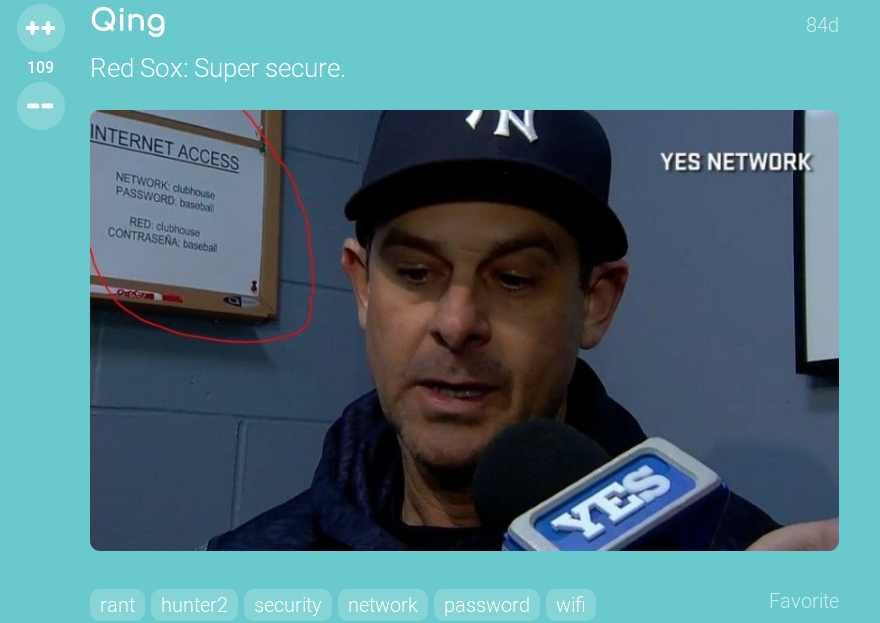 ++
Qing
84d
109
Red Sox: Super secure.
--
INTERNET ACCESS
NETWORK: clubhouse
PASSWORD: baseball
RED: clubhouse
CONTRASEÑA: baseball
NY
YES NETWORK
YES
rant
hunter2
security
network
password
wifi
Favorite